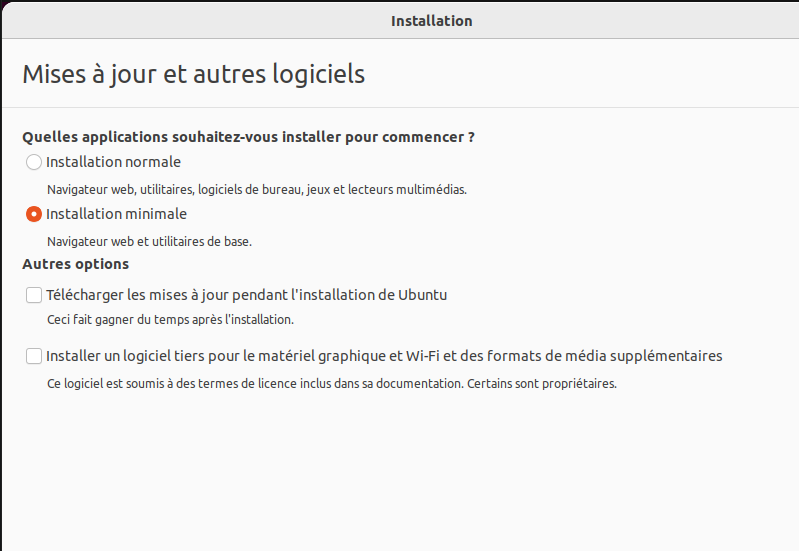 Installation
Mises à jour et autres logiciels
Quelles applications souhaitez-vous installer pour commencer ?
Installation normale
Navigateur web, utilitaires, logiciels de bureau, jeux et lecteurs multimédias.
Installation minimale
Navigateur web et utilitaires de base.
Autres options
Télécharger les mises à jour pendant l'installation de Ubuntu
Ceci fait gagner du temps après l'installation.
Installer un logiciel tiers pour le matériel graphique et Wi-Fi et des formats de média supplémentaires
Ce logiciel est soumis à des termes de licence inclus dans sa documentation. Certains sont propriétaires.